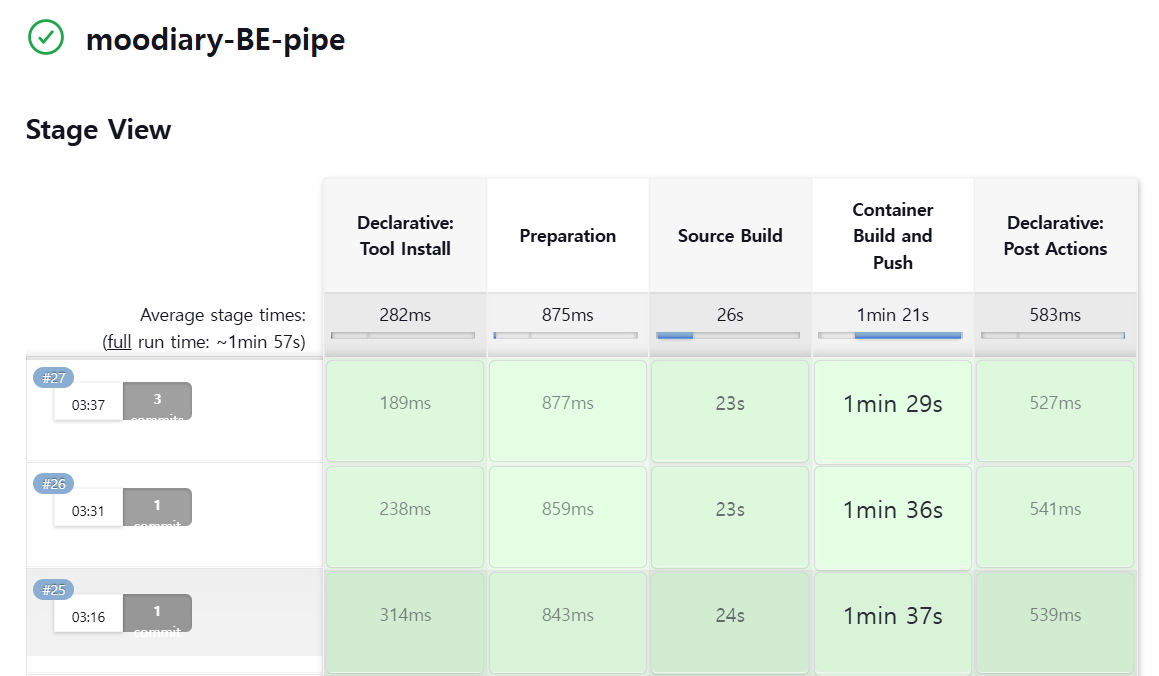 moodiary-BE-pipe
Stage View
Declarative:
Tool Install
Preparation
Source Build
Container
Build and
Push
Declarative:
Post Actions
Average stage times:
(full run time: ~1min 57s)
282ms
875ms
26s
1min 21s
583ms
#27
03:37
3
commits
189ms
877ms
23s
1min 29s
527ms
#26
03:31
1
commit
238ms
859ms
23s
1min 36s
541ms
#25
03:16
1
commit
314ms
843ms
24s
1min 37s
539ms